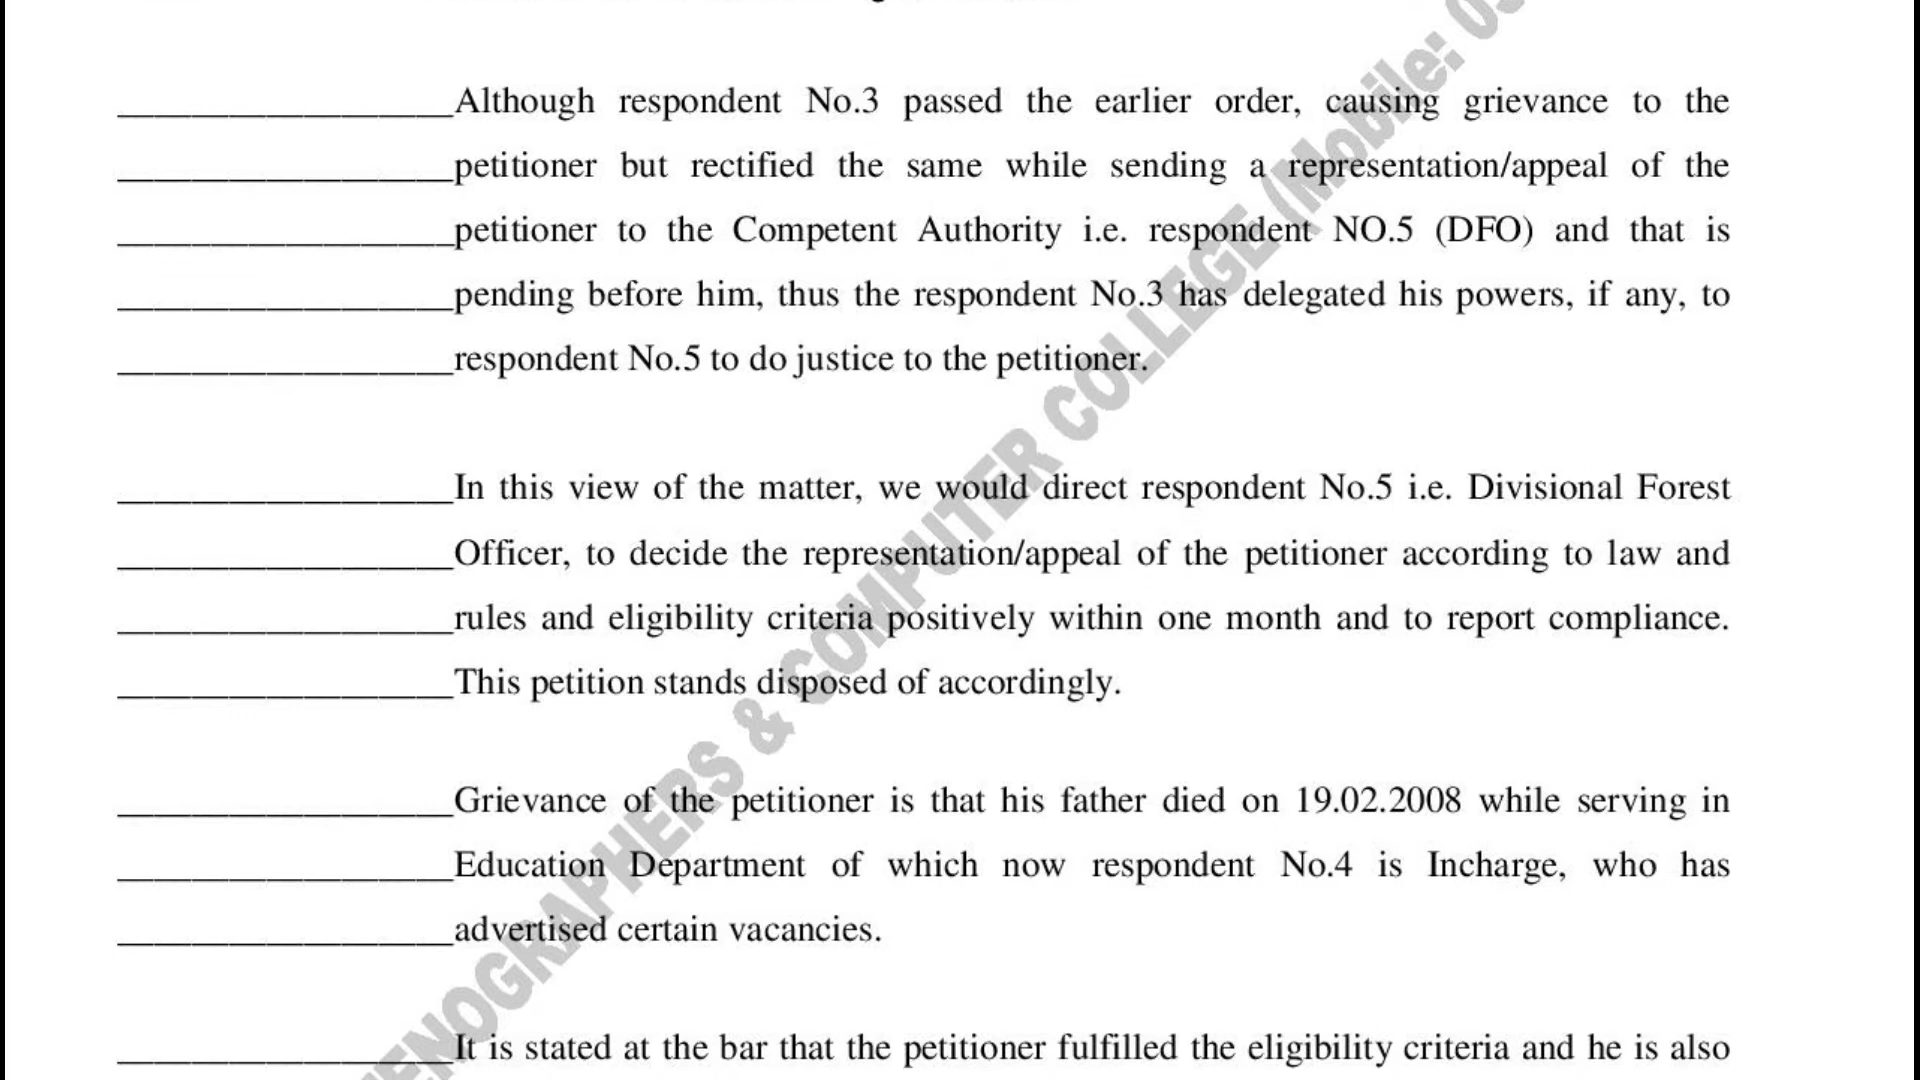 Although respondent No.3 passed the earlier order, causing grievance to the
petitioner but rectified the same while sending a representation/appeal of the
petitioner to the Competent Authority i.e. respondent NO.5 (DFO) and that is
pending before him, thus the respondent No.3 has delegated his powers, if any, to
respondent No.5 to do justice to the petitioner.
In this view of the matter, we would direct respondent No.5 i.e. Divisional Forest
Officer, to decide the representation/appeal of the petitioner according to law and
rules and eligibility criteria positively within one month and to report compliance.
This petition stands disposed of accordingly.
Grievance of the petitioner is that his father died on 19.02.2008 while serving in
Education Department of which now respondent No.4 is Incharge, who has
advertised certain vacancies.
It is stated at the bar that the petitioner fulfilled the eligibility criteria and he is also
ENOGRAPHERS & COMPUTER COLLEGE (Mobile: 03